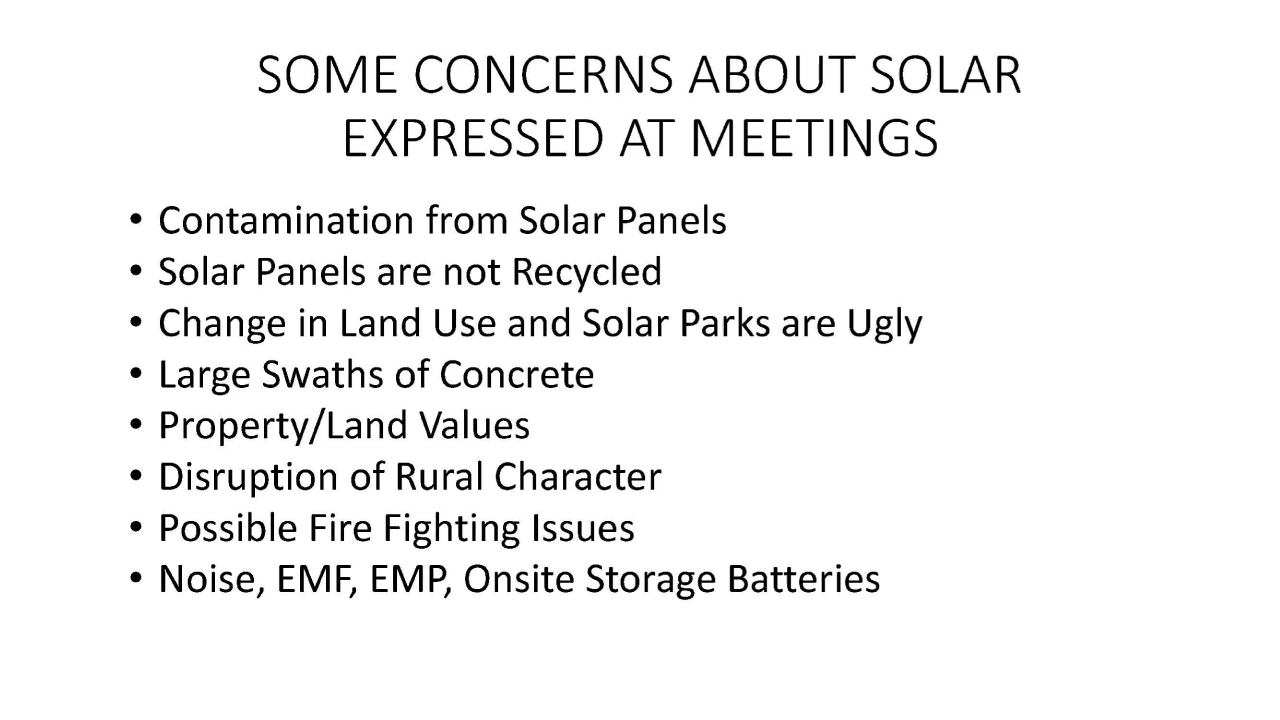 SOME CONCERNS ABOUT SOLAR
EXPRESSED AT MEETINGS
• Contamination from Solar Panels
• Solar Panels are not Recycled
• Change in Land Use and Solar Parks are Ugly
• Large Swaths of Concrete
• Property/Land Values
• Disruption of Rural Character
• Possible Fire Fighting Issues
• Noise, EMF, EMP, Onsite Storage Batteries